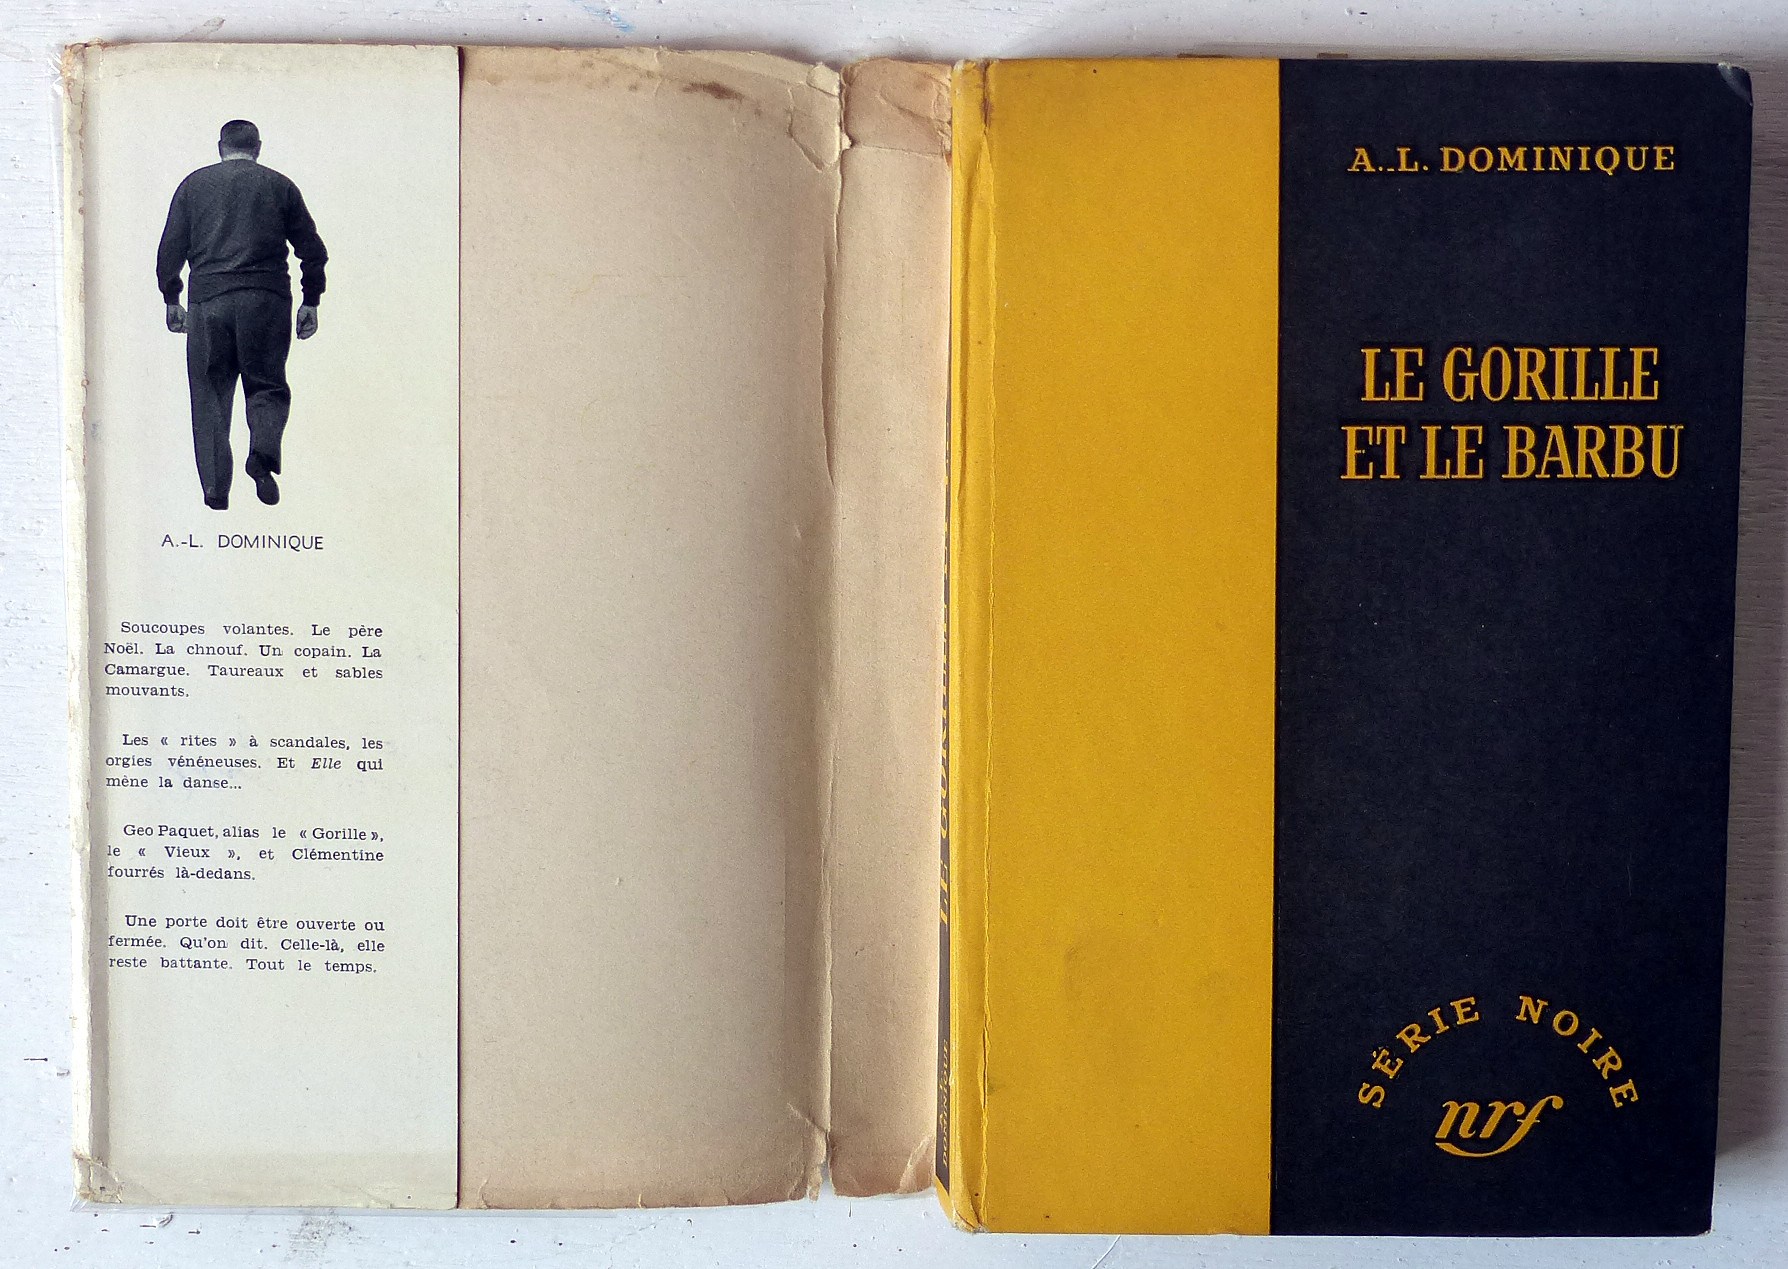 A.-L. DOMINIQUE
Soucoupes volantes. Le père
Noël. La chnouf. Un copain. La
Camargue. Taureaux et sables
mouvants.
Les « rites » à scandales, les
orgies vénéneuses. Et Elle qui
mène la danse...
Geo Paquet, alias le « Gorille »,
le « Vieux », et Clémentine
fourrés là-dedans.
Une porte doit être ouverte ou
fermée. Qu'on dit. Celle-là, elle
reste battante. Tout le temps.
LE GORILLE
DOMINIQUE
A.-L. DOMINIQUE
LE GORILLE
ET LE BARBU
SÉRIE NOIRE
nrf